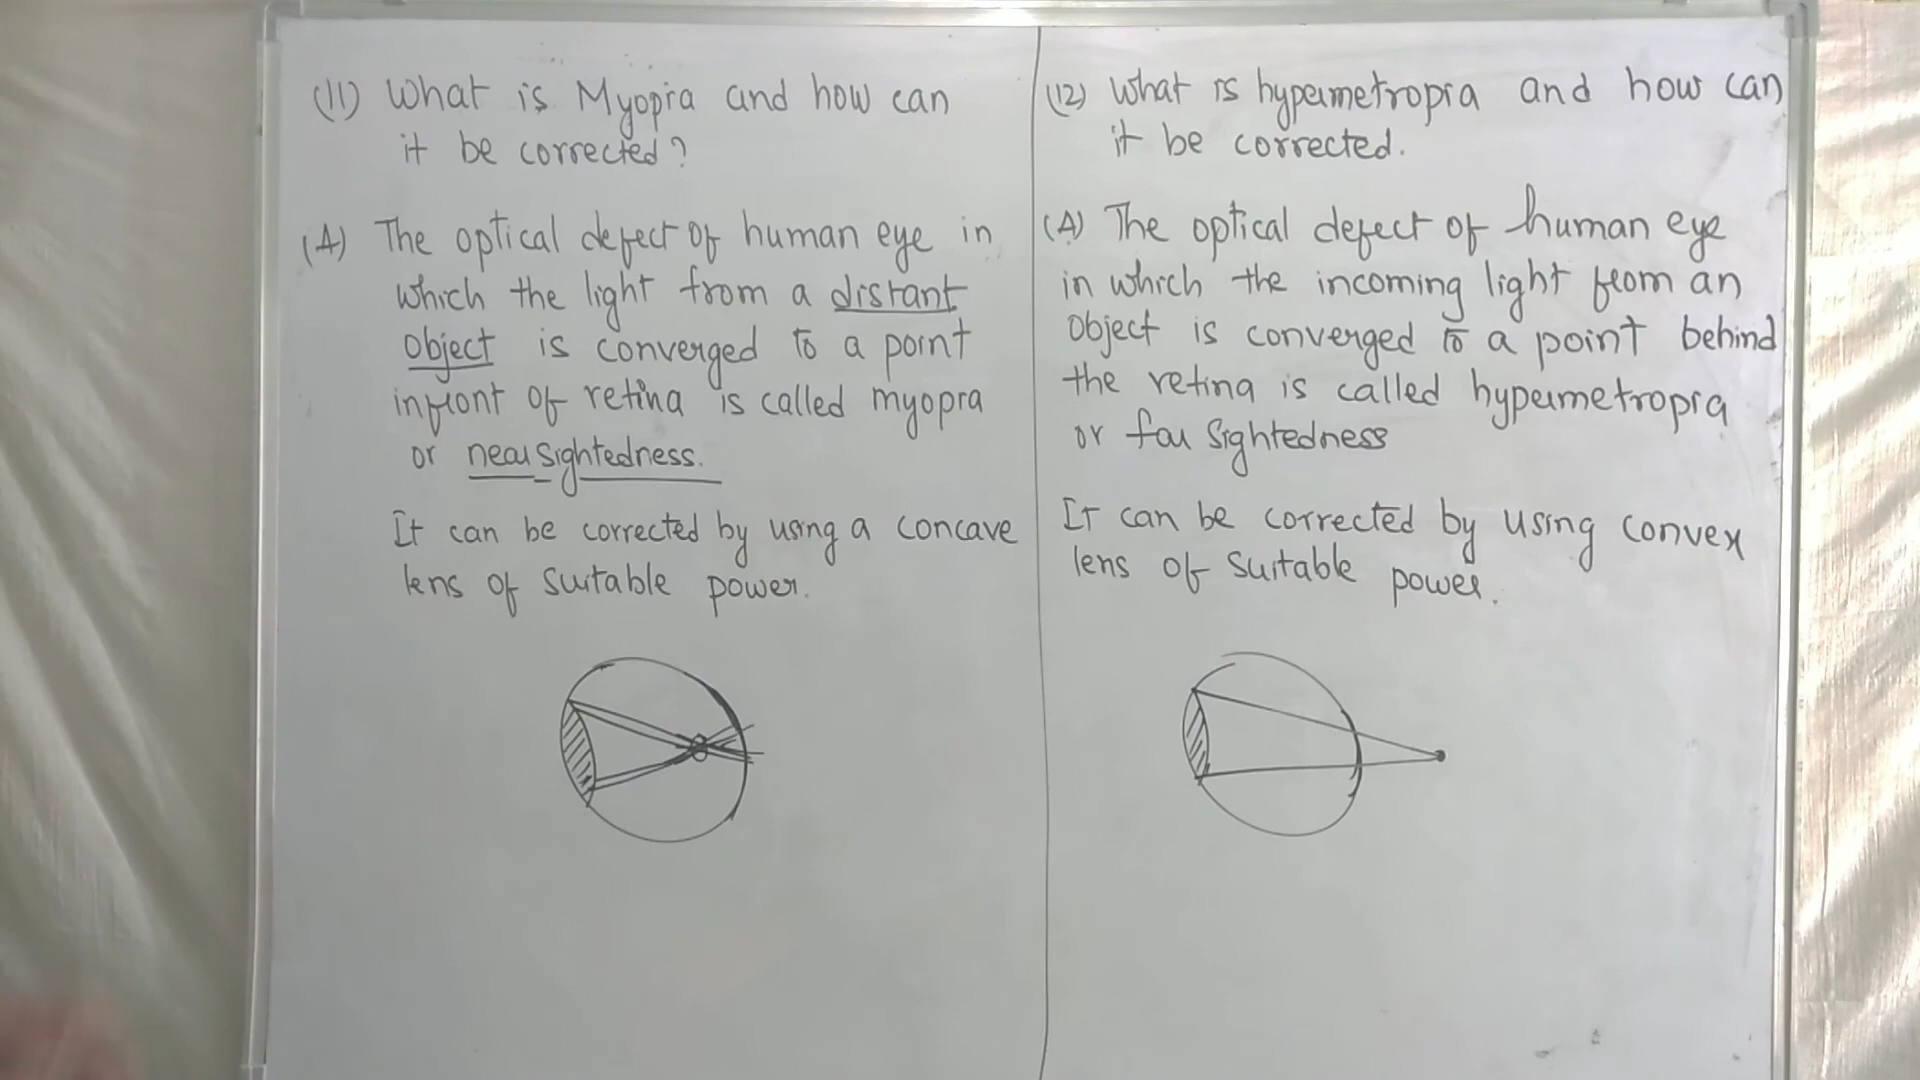 (11) What is Myopia and how can
it be corrected?
(A) The optical defect of human eye in
which the light from a distant
object is converged to a point
infront of retina is called myopia
or near sightedness.
It can be corrected by using a concave
lens of suitable power.
(12) What is hypermetropia and how can
it be corrected.
(A) The optical defect of human eye
in which the incoming light from an
object is converged to a point behind
the retina is called hypermetropia
or far sightedness
It can be corrected by using convex
lens of suitable power.